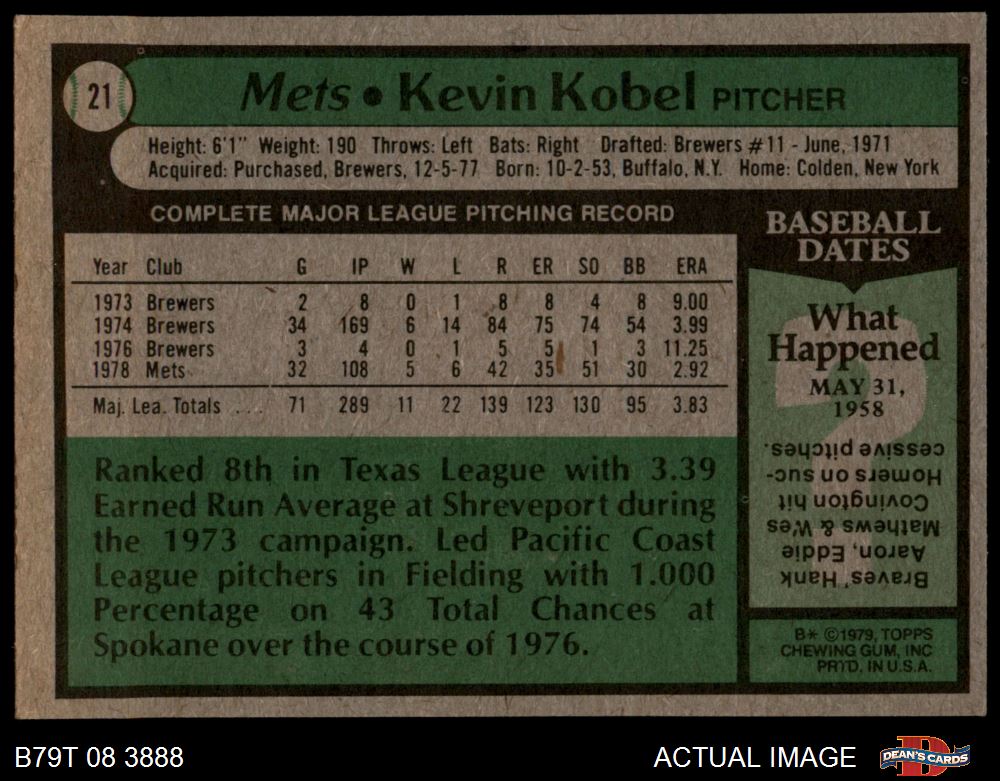 21
Mets • Kevin Kobel PITCHER
Height: 6'1" Weight: 190 Throws: Left Bats: Right Drafted: Brewers #11 - June, 1971
Acquired: Purchased, Brewers, 12-5-77 Born: 10-2-53, Buffalo, N.Y. Home: Colden, New York
COMPLETE MAJOR LEAGUE PITCHING RECORD
Year Club G IP W L R ER SO BB ERA
1973 Brewers 2 8 0 1 8 8 4 8 9.00
1974 Brewers 34 169 6 14 84 75 74 54 3.99
1976 Brewers 3 4 0 1 5 5 1 3 11.25
1978 Mets 32 108 5 6 42 35 51 30 2.92
Maj. Lea. Totals .... 71 289 11 22 139 123 130 95 3.83
Ranked 8th in Texas League with 3.39
Earned Run Average at Shreveport during
the 1973 campaign. Led Pacific Coast
League pitchers in Fielding with 1.000
Percentage on 43 Total Chances at
Spokane over the course of 1976.
BASEBALL
DATES
What
Happened
MAY 31,
1958
Braves' Hank
Aaron, Eddie
Mathews & Wes
Covington hit
Homers on suc-
cessive pitches.
B* ©1979, TOPPS
CHEWING GUM, INC
PRTD. IN U.S.A.
B79T 08 3888
ACTUAL IMAGE
DEAN'S CARDS